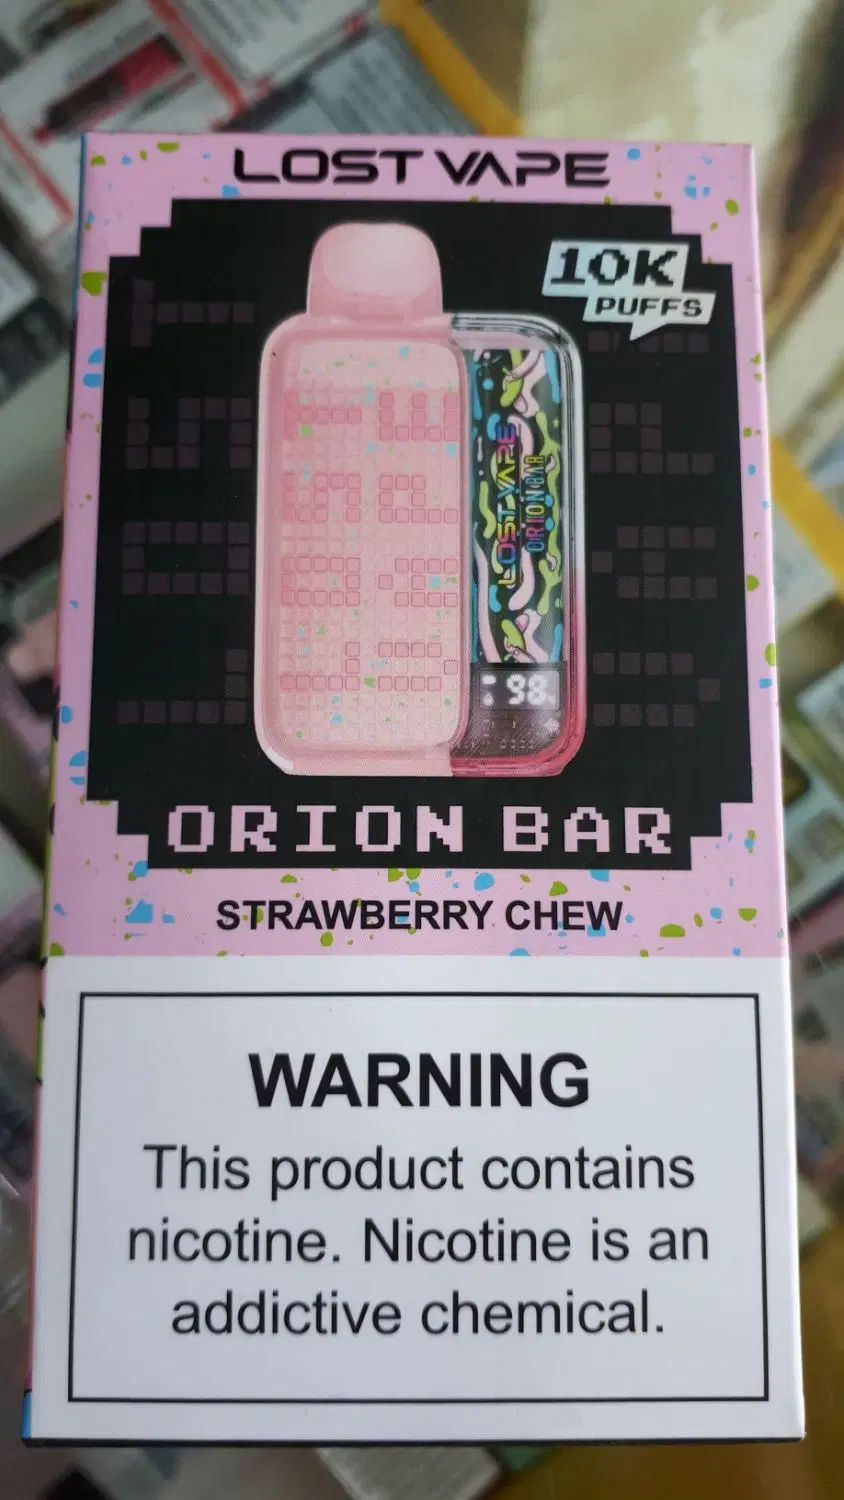 LOST VAPE
10K
PUFFS
LOST VAPE
ORION BAR
98%
ORION BAR
STRAWBERRY CHEW
WARNING
This product contains
nicotine. Nicotine is an
addictive chemical.